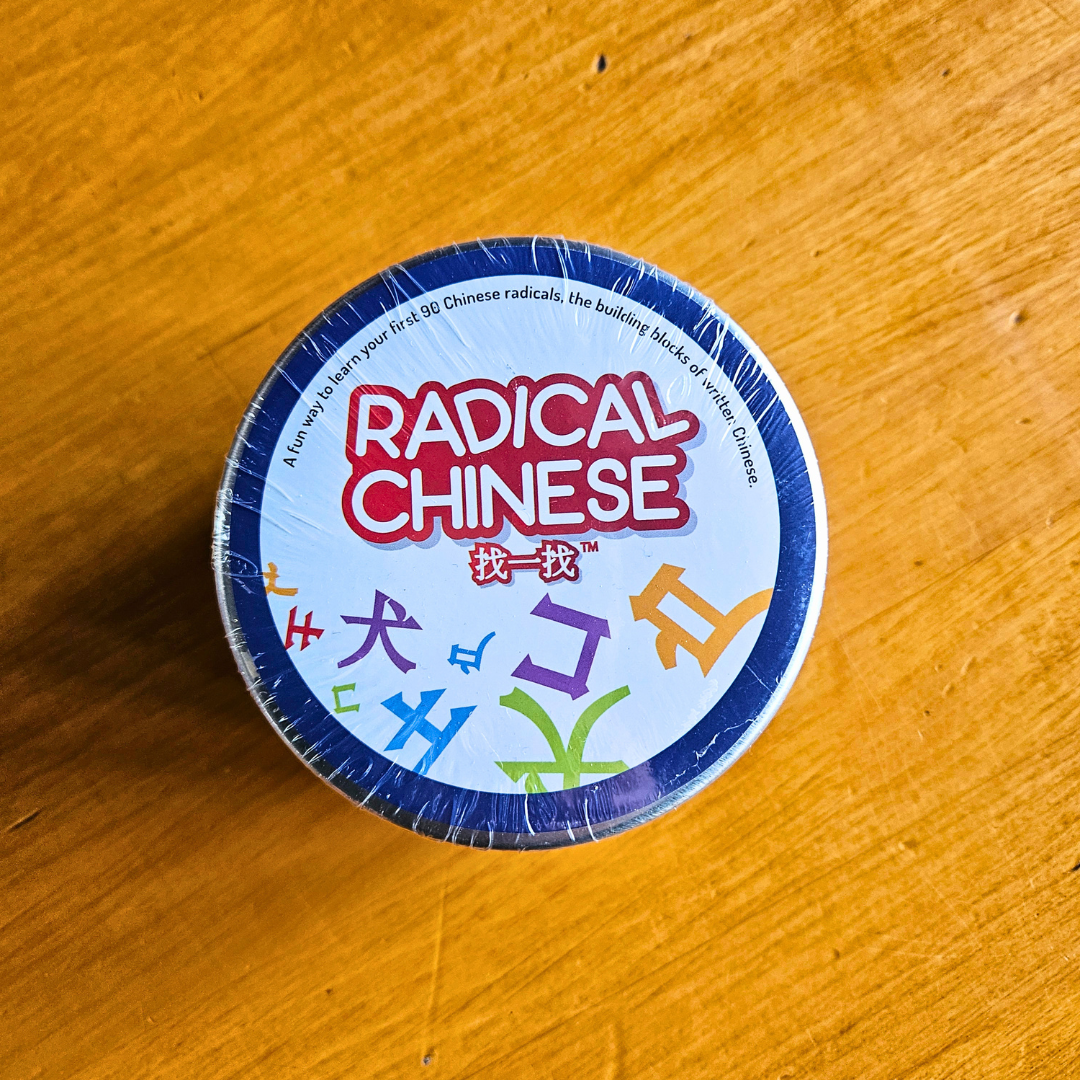 A fun way to learn your first 90 Chinese radicals, the building blocks of written Chinese.
RADICAL
CHINESE
找一找™
犬